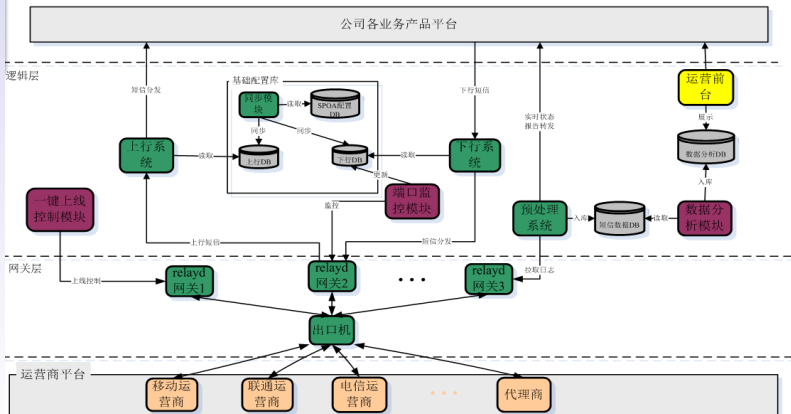 公司各业务产品平台
逻辑层
短信分发
基础配置库
同步模
块
读取
SPOA配置
DB
同步
同步
下行短信
实时状态
报告转发
运营前
台
展示
数据分析DB
上行系
统
读取
上行DB
下行DB
读取
下行系
统
更新
入库
一键上线
控制模块
端口监
控模块
监控
预处理
系统
入库
短信数据DB
读取
数据分
析模块
上行短信
短信分发
网关层
上线控制
relayd
网关1
relayd
网关2
• • •
relayd
网关3
拉取日志
出口机
运营商平台
移动运
营商
联通运
营商
电信运
营商
• • •
代理商